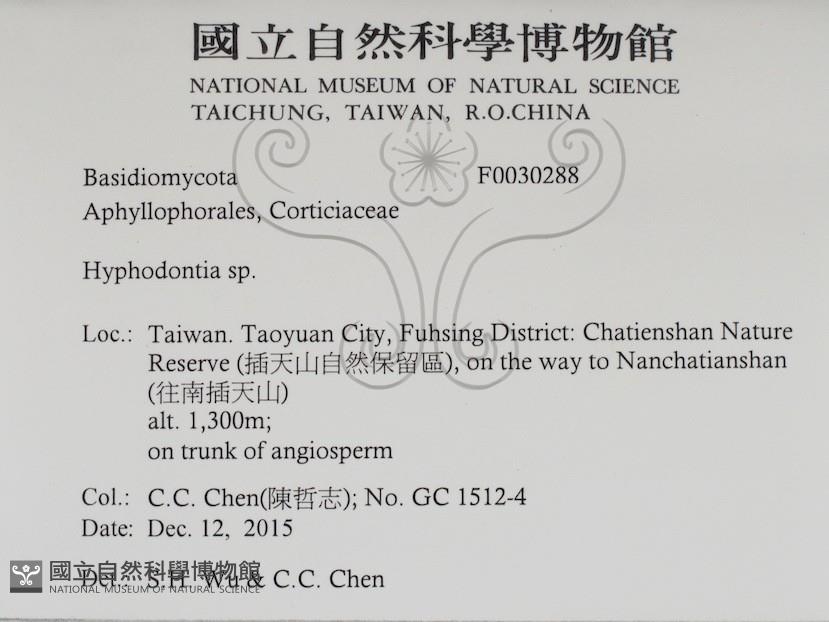 國立自然科學博物館
NATIONAL MUSEUM OF NATURAL SCIENCE
TAICHUNG, TAIWAN, R.O.CHINA
Basidiomycota F0030288
Aphyllophorales, Corticiaceae
Hyphodontia sp.
Loc.: Taiwan. Taoyuan City, Fuhsing District: Chatienshan Nature
Reserve (插天山自然保留區), on the way to Nanchatianshan
(往南插天山)
alt. 1,300m;
on trunk of angiosperm
Col.: C.C. Chen(陳哲志); No. GC 1512-4
Date: Dec. 12, 2015
Det.: S.H. Wu & C.C. Chen
國立自然科學博物館
NATIONAL MUSEUM OF NATURAL SCIENCE